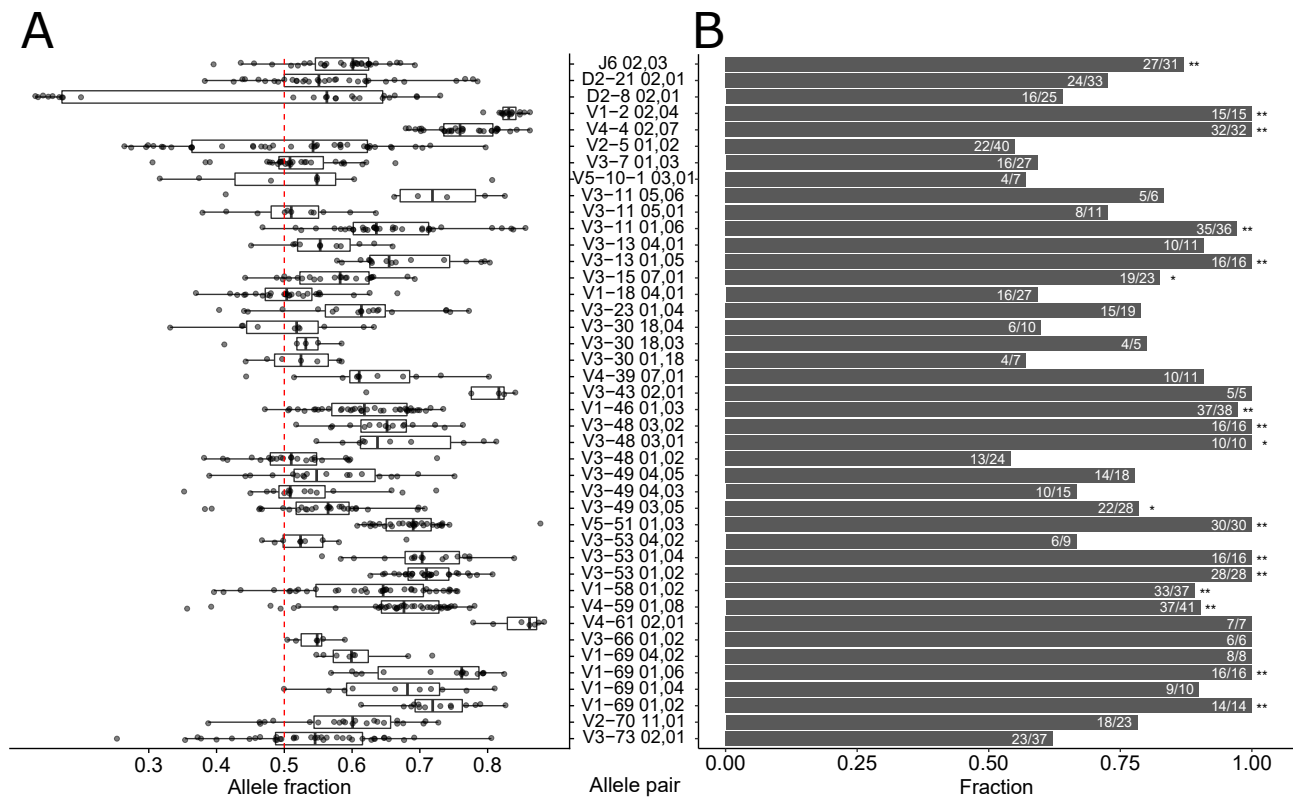 A
B
J6 02,03
27/31 **
D2−21 02,01
24/33
D2−8 02,01
16/25
V1−2 02,04
15/15 **
V4−4 02,07
32/32 **
V2−5 01,02
22/40
V3−7 01,03
16/27
V5−10−1 03,01
4/7
V3−11 05,06
5/6
V3−11 05,01
8/11
V3−11 01,06
35/36 **
V3−13 04,01
10/11
V3−13 01,05
16/16 **
V3−15 07,01
19/23 *
V1−18 04,01
16/27
V3−23 01,04
15/19
V3−30 18,04
6/10
V3−30 18,03
4/5
V3−30 01,18
4/7
V4−39 07,01
10/11
V3−43 02,01
5/5
V1−46 01,03
37/38 **
V3−48 03,02
16/16 **
V3−48 03,01
10/10 *
V3−48 01,02
13/24
V3−49 04,05
14/18
V3−49 04,03
10/15
V3−49 03,05
22/28 *
V5−51 01,03
30/30 **
V3−53 04,02
6/9
V3−53 01,04
16/16 **
V3−53 01,02
28/28 **
V1−58 01,02
33/37 **
V4−59 01,08
37/41 **
V4−61 02,01
7/7
V3−66 01,02
6/6
V1−69 04,02
8/8
V1−69 01,06
16/16 **
V1−69 01,04
9/10
V1−69 01,02
14/14 **
V2−70 11,01
18/23
V3−73 02,01
23/37
0.3 0.4 0.5 0.6 0.7 0.8
0.00 0.25 0.50 0.75 1.00
Allele fraction
Allele pair
Fraction